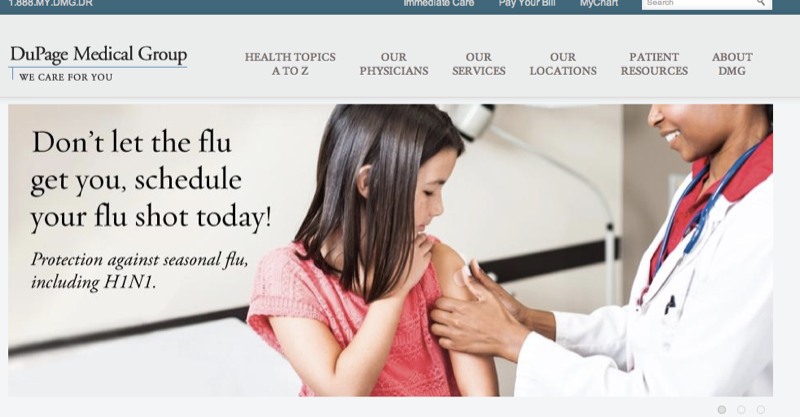 1.888.MY.DMG.DR
Immediate Care Pay Your Bill MyChart Search
DuPage Medical Group
WE CARE FOR YOU
HEALTH TOPICS
A TO Z
OUR
PHYSICIANS
OUR
SERVICES
OUR
LOCATIONS
PATIENT
RESOURCES
ABOUT
DMG
Don't let the flu
get you, schedule
your flu shot today!
Protection against seasonal flu,
including H1N1.